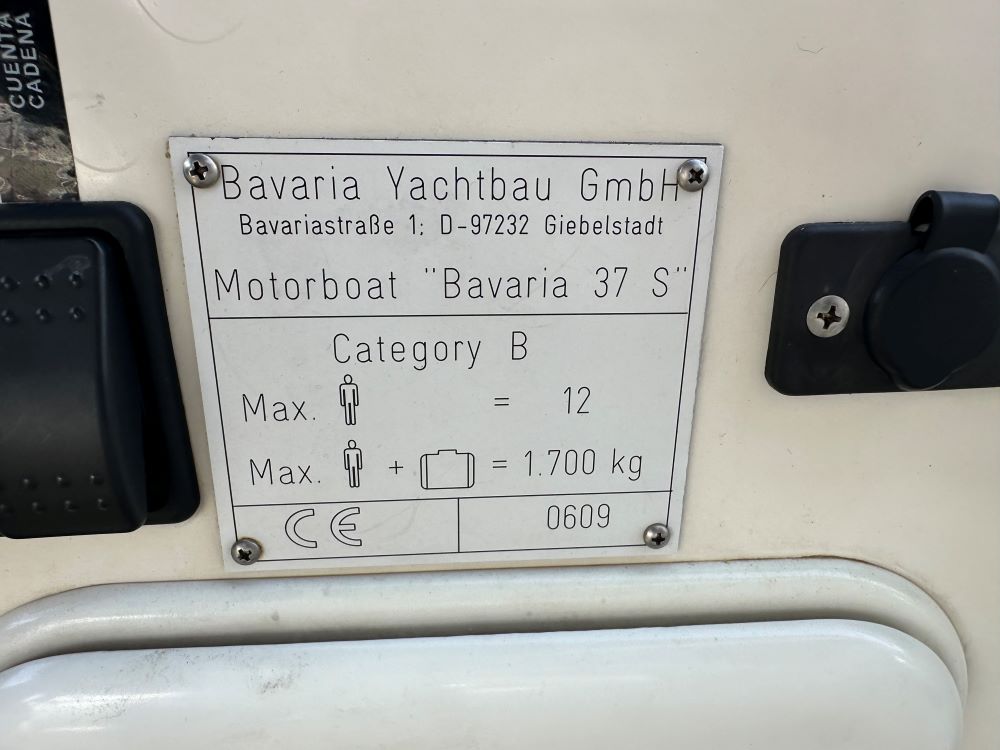 CUENTA
CADENA
Bavaria Yachtbau GmbH
Bavariastraße 1; D-97232 Giebelstadt
Motorboat "Bavaria 37 S"
Category B
Max. = 12
Max. + = 1.700 kg
CE 0609